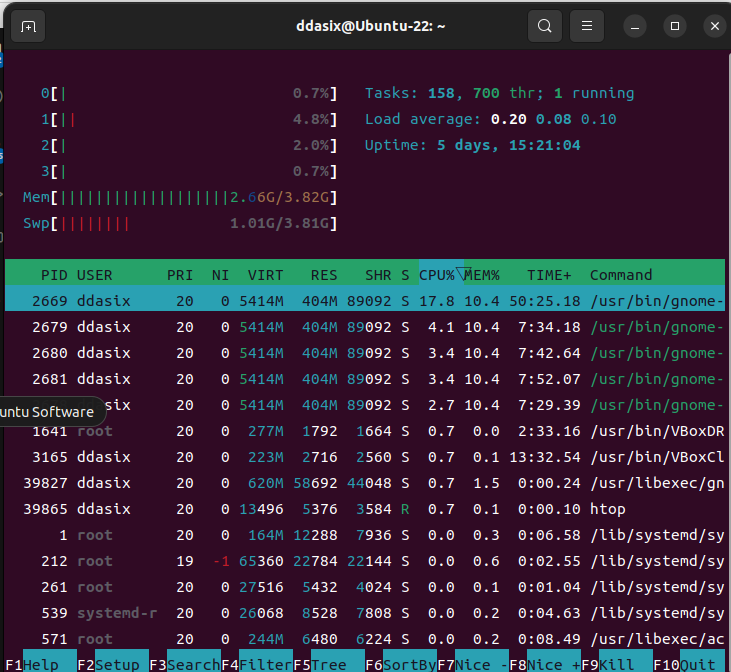 ddasix@Ubuntu-22: ~
0[| 0.7%] Tasks: 158, 700 thr; 1 running
1[|| 4.8%] Load average: 0.20 0.08 0.10
2[| 2.0%] Uptime: 5 days, 15:21:04
3[| 0.7%]
Mem[|||||||||||||||||||2.66G/3.82G]
Swp[|||||||| 1.01G/3.81G]
PID USER PRI NI VIRT RES SHR S CPU%▽MEM% TIME+ Command
2669 ddasix 20 0 5414M 404M 89092 S 17.8 10.4 50:25.18 /usr/bin/gnome-
2679 ddasix 20 0 5414M 404M 89092 S 4.1 10.4 7:34.18 /usr/bin/gnome-
2680 ddasix 20 0 5414M 404M 89092 S 3.4 10.4 7:42.64 /usr/bin/gnome-
2681 ddasix 20 0 5414M 404M 89092 S 3.4 10.4 7:52.07 /usr/bin/gnome-
20 0 5414M 404M 89092 S 2.7 10.4 7:29.39 /usr/bin/gnome-
untu Software
1641 root 20 0 277M 1792 1664 S 0.7 0.0 2:33.16 /usr/bin/VBoxDR
3165 ddasix 20 0 223M 2716 2560 S 0.7 0.1 13:32.54 /usr/bin/VBoxCl
39827 ddasix 20 0 620M 58692 44048 S 0.7 1.5 0:00.24 /usr/libexec/gn
39865 ddasix 20 0 13496 5376 3584 R 0.7 0.1 0:00.10 htop
1 root 20 0 164M 12288 7936 S 0.0 0.3 0:06.58 /lib/systemd/sy
212 root 19 -1 65360 22784 22144 S 0.0 0.6 0:02.55 /lib/systemd/sy
261 root 20 0 27516 5432 4024 S 0.0 0.1 0:01.04 /lib/systemd/sy
539 systemd-r 20 0 26068 8528 7808 S 0.0 0.2 0:04.63 /lib/systemd/sy
571 root 20 0 244M 6480 6224 S 0.0 0.2 0:08.49 /usr/libexec/ac
F1Help F2Setup F3SearchF4FilterF5Tree F6SortByF7Nice -F8Nice +F9Kill F10Quit